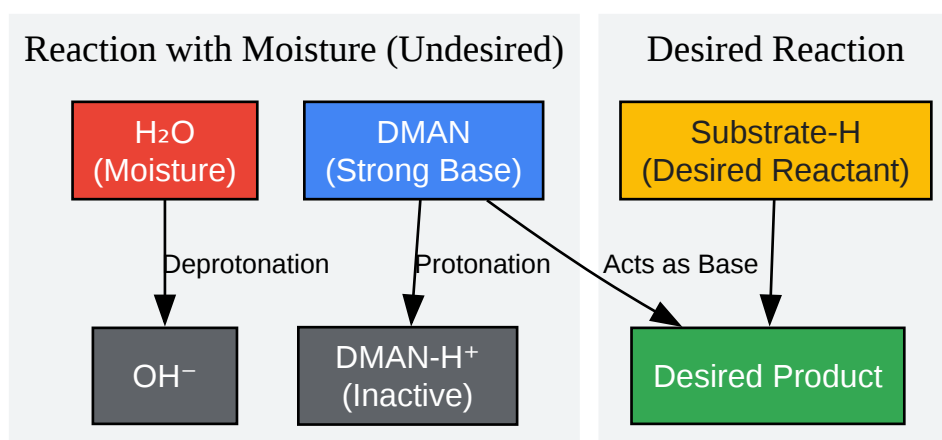 Reaction with Moisture (Undesired)
Desired Reaction
H₂O
(Moisture)
DMAN
(Strong Base)
Substrate-H
(Desired Reactant)
Deprotonation
Protonation
Acts as Base
OH⁻
DMAN-H⁺
(Inactive)
Desired Product